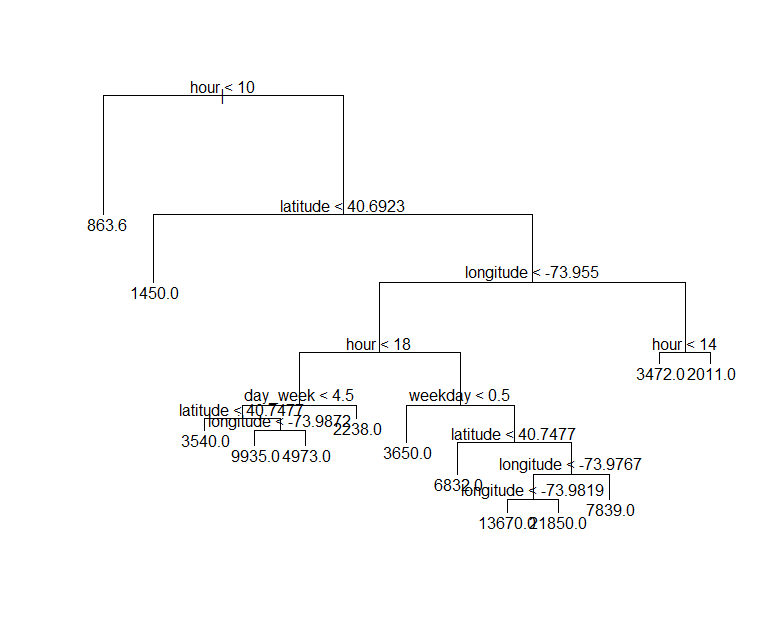 hour < 10
863.6
latitude < 40.6923
1450.0
longitude < -73.955
hour < 18
hour < 14
3472.0
2011.0
day_week < 4.5
weekday < 0.5
latitude < 40.7477
longitude < -73.9872
2238.0
3540.0
9935.0
4973.0
3650.0
latitude < 40.7477
6832.0
longitude < -73.9767
longitude < -73.9819
7839.0
13670.0
21850.0